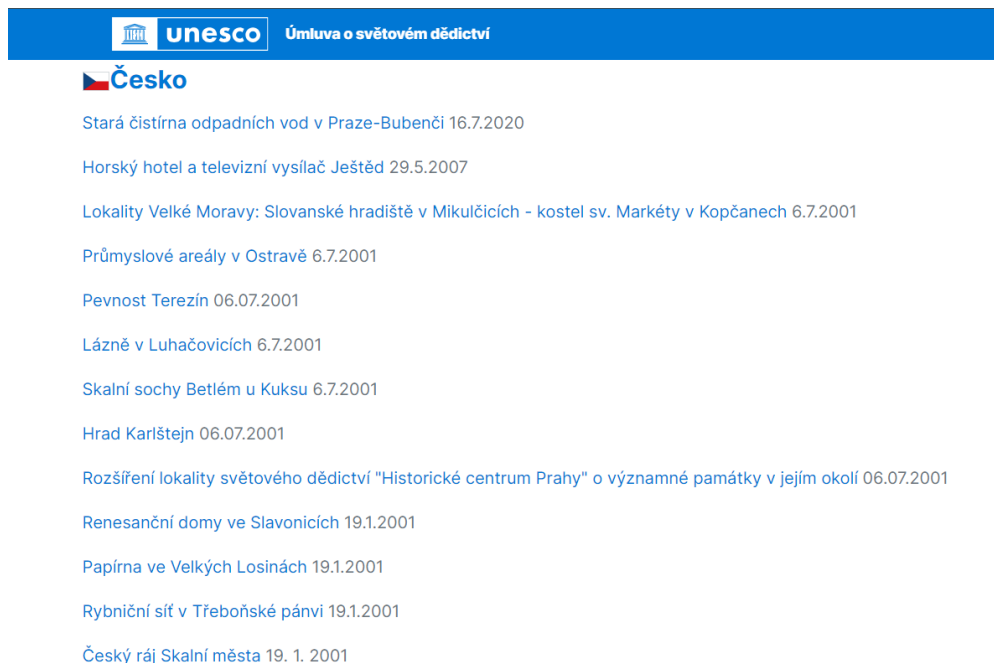 unesco Úmluva o světovém dědictví
Česko
Stará čistírna odpadních vod v Praze-Bubenči 16.7.2020
Horský hotel a televizní vysílač Ještěd 29.5.2007
Lokality Velké Moravy: Slovanské hradiště v Mikulčicích - kostel sv. Markéty v Kopčanech 6.7.2001
Průmyslové areály v Ostravě 6.7.2001
Pevnost Terezín 06.07.2001
Lázně v Luhačovicích 6.7.2001
Skalní sochy Betlém u Kuksu 6.7.2001
Hrad Karlštejn 06.07.2001
Rozšíření lokality světového dědictví "Historické centrum Prahy" o významné památky v jejím okolí 06.07.2001
Renesanční domy ve Slavonicích 19.1.2001
Papírna ve Velkých Losinách 19.1.2001
Rybniční síť v Třeboňské pánvi 19.1.2001
Český ráj Skalní města 19. 1. 2001